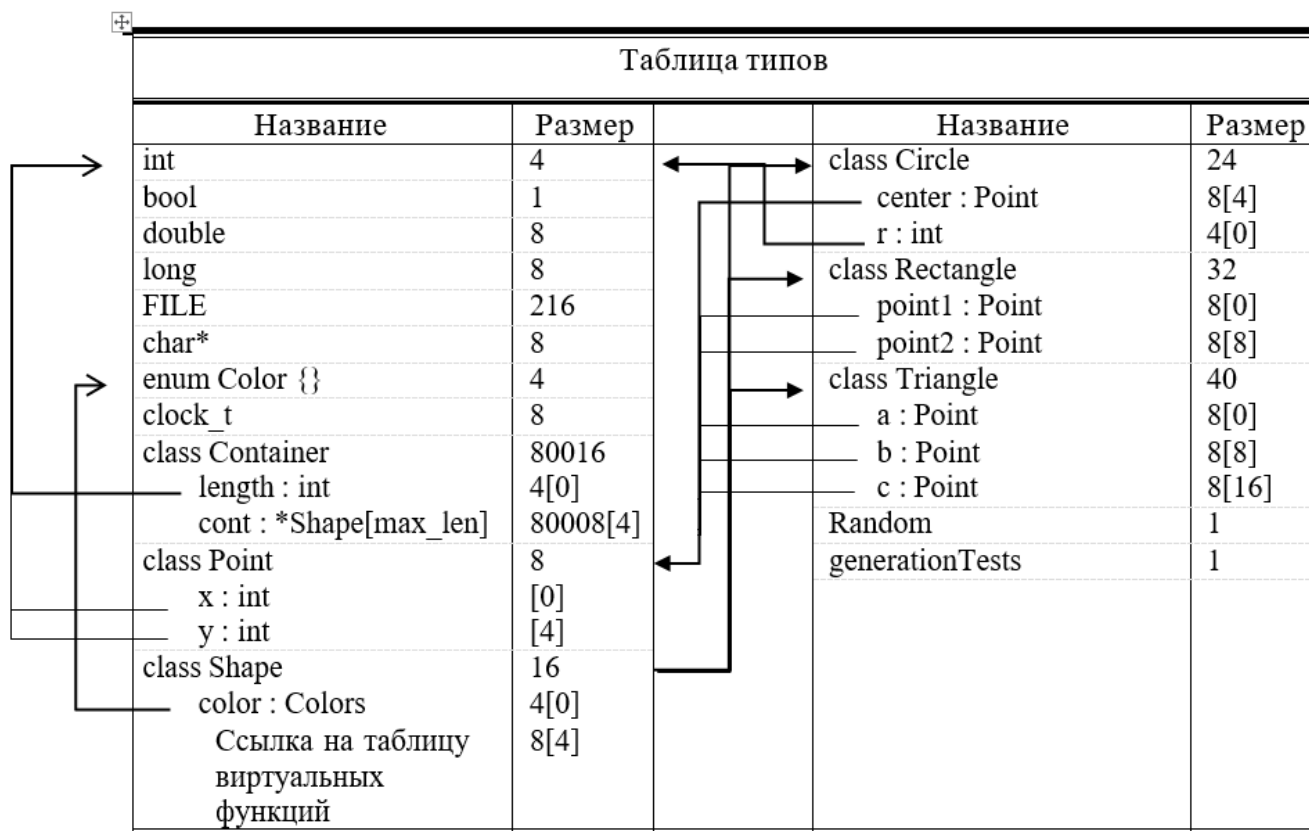 Таблица типов
Название Размер Название Размер
int 4 class Circle 24
bool 1 center : Point 8[4]
double 8 r : int 4[0]
long 8 class Rectangle 32
FILE 216 point1 : Point 8[0]
char* 8 point2 : Point 8[8]
enum Color {} 4 class Triangle 40
clock_t 8 a : Point 8[0]
class Container 80016 b : Point 8[8]
length : int 4[0] c : Point 8[16]
cont : *Shape[max_len] 80008[4] Random 1
class Point 8 generationTests 1
x : int [0]
y : int [4]
class Shape 16
color : Colors 4[0]
Ссылка на таблицу 8[4]
виртуальных
функций